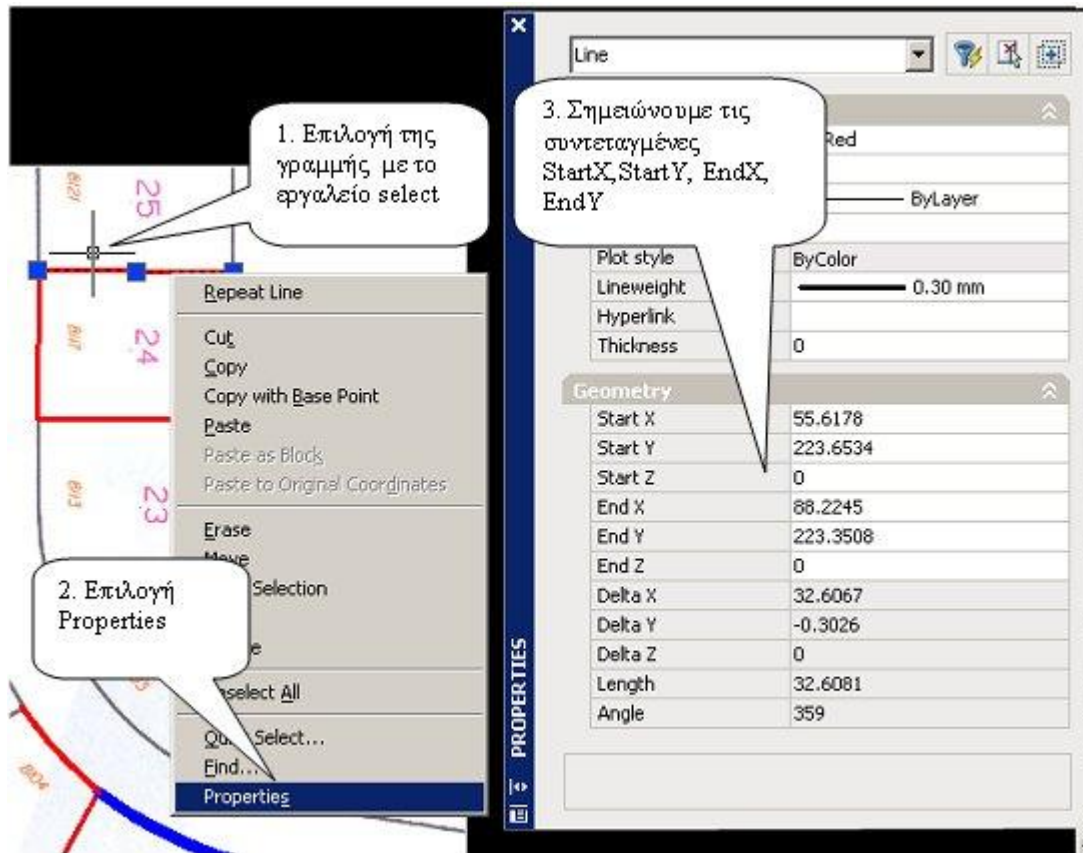 Line
1. Επιλογή της
γραμμής με το
εργαλείο select
3. Σημειώνουμε τις
συντεταγμένες
StartX,StartY, EndX,
EndY
Red
ByLayer
Plot style ByColor
Lineweight 0.30 mm
Hyperlink
Thickness 0
Geometry
Start X 55.6178
Start Y 223.6534
Start Z 0
End X 88.2245
End Y 223.3508
End Z 0
Delta X 32.6067
Delta Y -0.3026
Delta Z 0
Length 32.6081
Angle 359
PROPERTIES
25
24
23
Repeat Line
Cut
Copy
Copy with Base Point
Paste
Paste as Block
Paste to Original Coordinates
Erase
Move
Selection
2. Επιλογή
Properties
Deselect All
Quick Select...
Find...
Properties